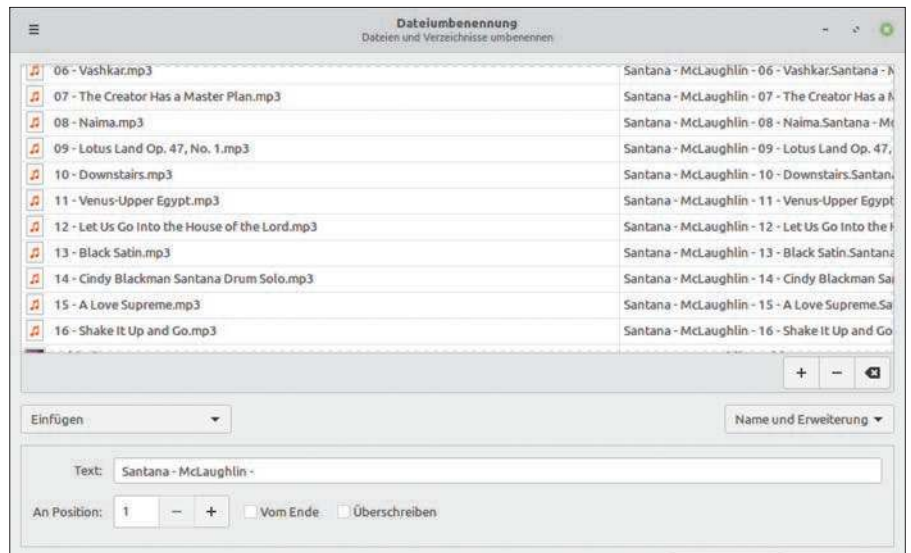 Dateiumbenennung
Dateien und Verzeichnisse umbenennen
06 - Vashkar.mp3 Santana - McLaughlin - 06 - Vashkar.Santana -
07 - The Creator Has a Master Plan.mp3 Santana - McLaughlin - 07 - The Creator Has a
08 - Naima.mp3 Santana - McLaughlin - 08 - Naima.Santana -
09 - Lotus Land Op. 47, No. 1.mp3 Santana - McLaughlin - 09 - Lotus Land Op. 47,
10 - Downstairs.mp3 Santana - McLaughlin - 10 - Downstairs.Santan
11 - Venus-Upper Egypt.mp3 Santana - McLaughlin - 11 - Venus-Upper Egypt
12 - Let Us Go Into the House of the Lord.mp3 Santana - McLaughlin - 12 - Let Us Go Into the
13 - Black Satin.mp3 Santana - McLaughlin - 13 - Black Satin.Santana
14 - Cindy Blackman Santana Drum Solo.mp3 Santana - McLaughlin - 14 - Cindy Blackman Sa
15 - A Love Supreme.mp3 Santana - McLaughlin - 15 - A Love Supreme.Sa
16 - Shake It Up and Go.mp3 Santana - McLaughlin - 16 - Shake It Up and Go
Einfügen Name und Erweiterung
Text: Santana - McLaughlin -
An Position: 1 Vom Ende Überschreiben